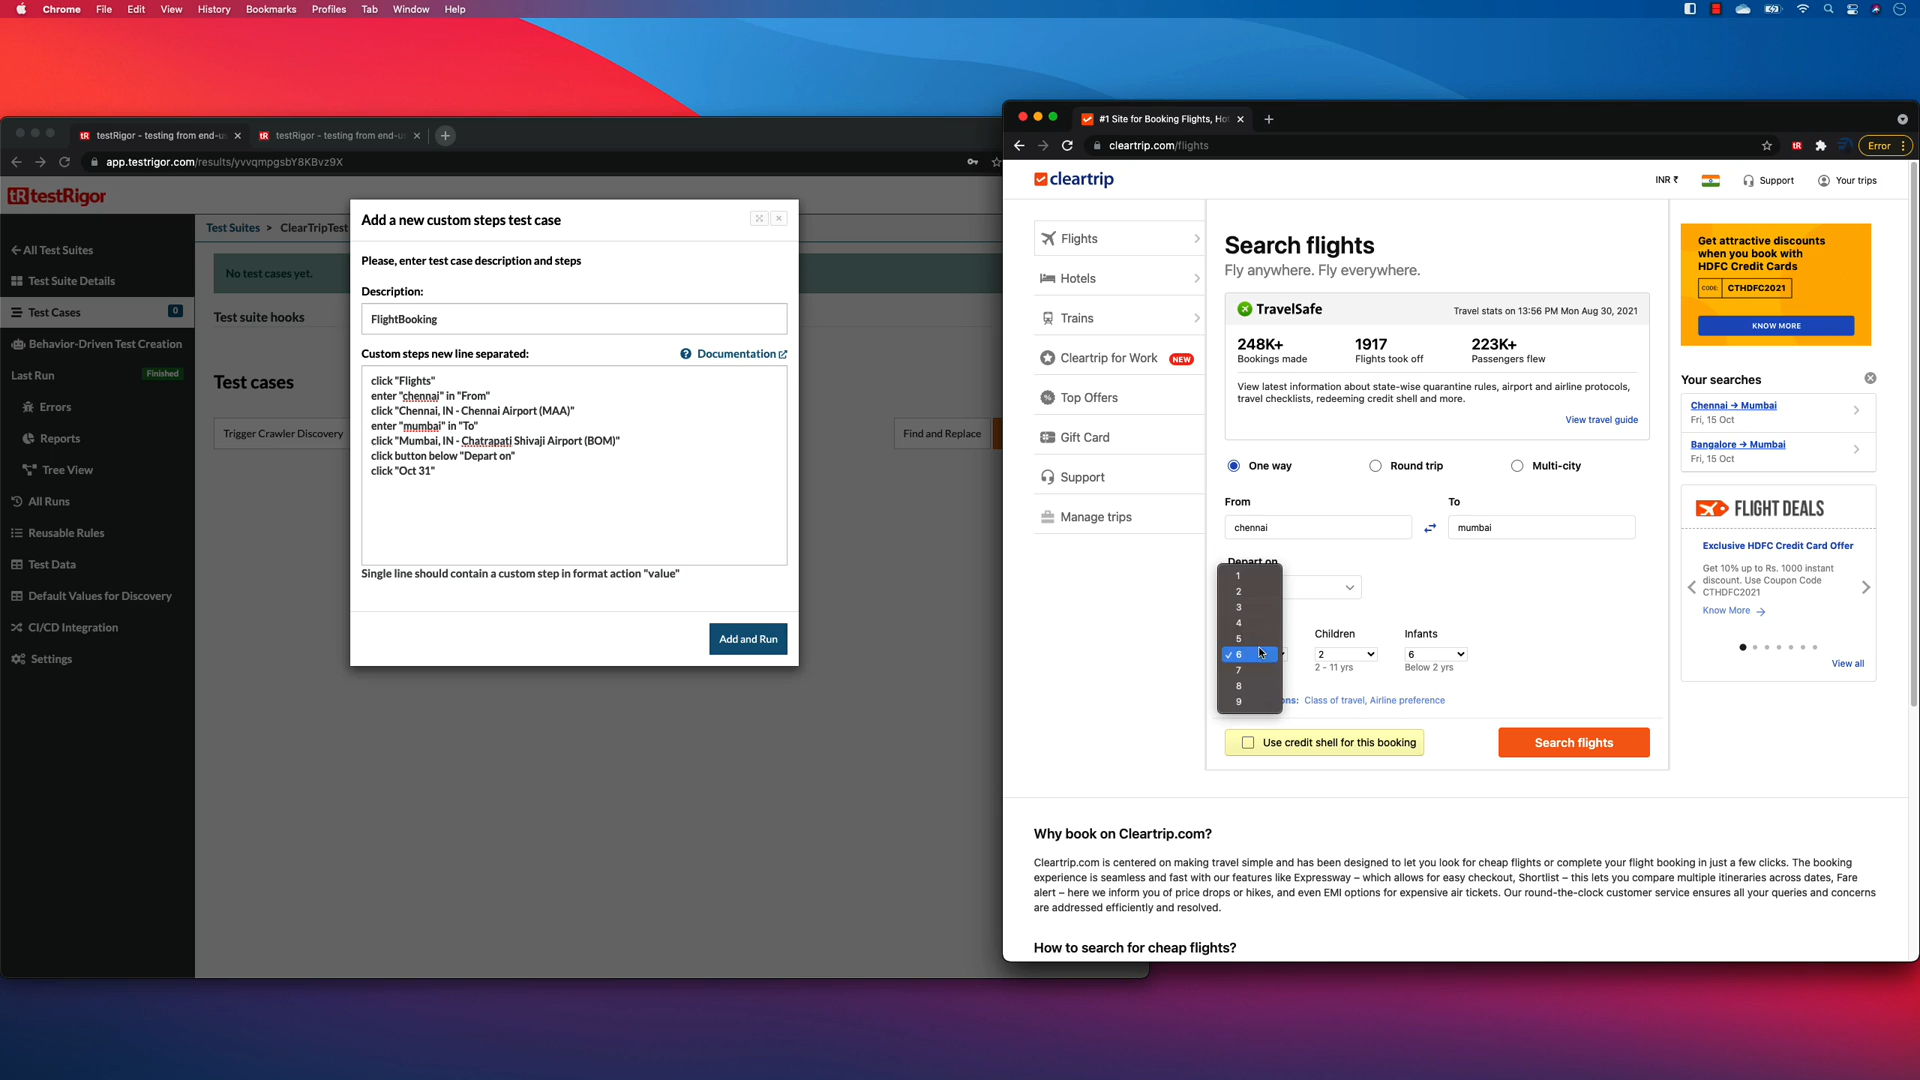 Chrome File Edit View History Bookmarks Profiles Tab Window Help
testRigor - testing from end-us
testRigor - testing from end-us
app.testrigor.com/results/yvvqmpgsbY8KBvz9X
tR testRigor
All Test Suites
Test Suite Details
Test Cases 0
Behavior-Driven Test Creation
Last Run Finished
Errors
Reports
Tree View
All Runs
Reusable Rules
Test Data
Default Values for Discovery
CI/CD Integration
Settings
Test Suites > ClearTripTest
No test cases yet.
Test suite hooks
Test cases
Trigger Crawler Discovery
Find and Replace
Add a new custom steps test case
Please, enter test case description and steps
Description:
FlightBooking
Custom steps new line separated:
Documentation
click "Flights"
enter "chennai" in "From"
click "Chennai, IN - Chennai Airport (MAA)"
enter "mumbai" in "To"
click "Mumbai, IN - Chatrapati Shivaji Airport (BOM)"
click button below "Depart on"
click "Oct 31"
Single line should contain a custom step in format action "value"
Add and Run
#1 Site for Booking Flights, Hot
cleartrip.com/flights
Error
cleartrip
INR ₹
Support
Your trips
Flights
Hotels
Trains
Cleartrip for Work NEW
Top Offers
Gift Card
Support
Manage trips
Search flights
Fly anywhere. Fly everywhere.
TravelSafe
Travel stats on 13:56 PM Mon Aug 30, 2021
248K+ 1917 223K+
Bookings made Flights took off Passengers flew
View latest information about state-wise quarantine rules, airport and airline protocols,
travel checklists, redeeming credit shell and more.
View travel guide
One way Round trip Multi-city
From To
chennai mumbai
Depart on
1
2
3
4
5
6
7
8
9
Children Infants
2 6
2 - 11 yrs Below 2 yrs
ons: Class of travel, Airline preference
Use credit shell for this booking
Search flights
Get attractive discounts
when you book with
HDFC Credit Cards
CODE: CTHDFC2021
KNOW MORE
Your searches
Chennai → Mumbai
Fri, 15 Oct
Bangalore → Mumbai
Fri, 15 Oct
FLIGHT DEALS
Exclusive HDFC Credit Card Offer
Get 10% up to Rs. 1000 instant
discount. Use Coupon Code
CTHDFC2021
Know More
View all
Why book on Cleartrip.com?
Cleartrip.com is centered on making travel simple and has been designed to let you look for cheap flights or complete your flight booking in just a few clicks. The booking
experience is seamless and fast with our features like Expressway – which allows for easy checkout, Shortlist – this lets you compare multiple itineraries across dates, Fare
alert – here we inform you of price drops or hikes, and even EMI options for expensive air tickets. Our round-the-clock customer service ensures all your queries and concerns
are addressed efficiently and resolved.
How to search for cheap flights?